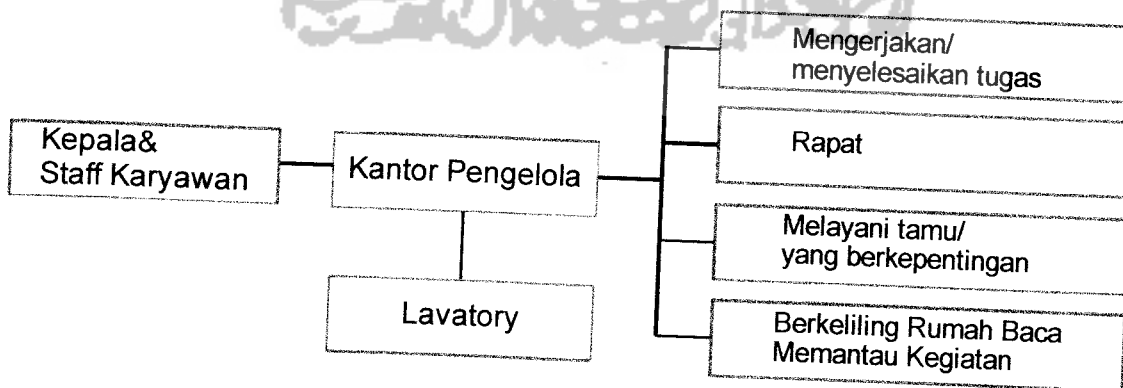 Kepala&
Staff Karyawan
Kantor Pengelola
Lavatory
Mengerjakan/
menyelesaikan tugas
Rapat
Melayani tamu/
yang berkepentingan
Berkeliling Rumah Baca
Memantau Kegiatan